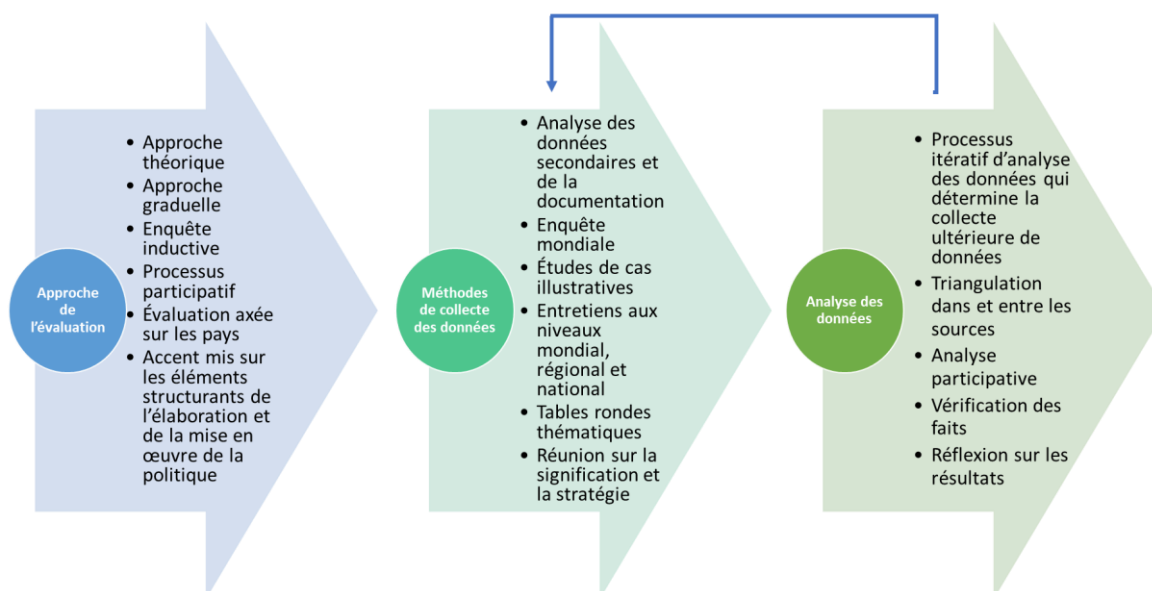 Approche
de
l'évaluation
• Approche
théorique
• Approche
graduelle
• Enquête
inductive
• Processus
participatif
• Évaluation axée
sur les pays
• Accent mis sur
les éléments
structurants de
l'élaboration et
de la mise en
œuvre de la
politique
Méthodes
de collecte
des données
• Analyse des
données
secondaires et
de la
documentation
• Enquête
mondiale
• Études de cas
illustratives
• Entretiens aux
niveaux
mondial,
régional et
national
• Tables rondes
thématiques
• Réunion sur la
signification et
la stratégie
Analyse des
données
• Processus
itératif d'analyse
des données qui
détermine la
collecte
ultérieure de
données
• Triangulation
dans et entre les
sources
• Analyse
participative
• Vérification des
faits
• Réflexion sur les
résultats